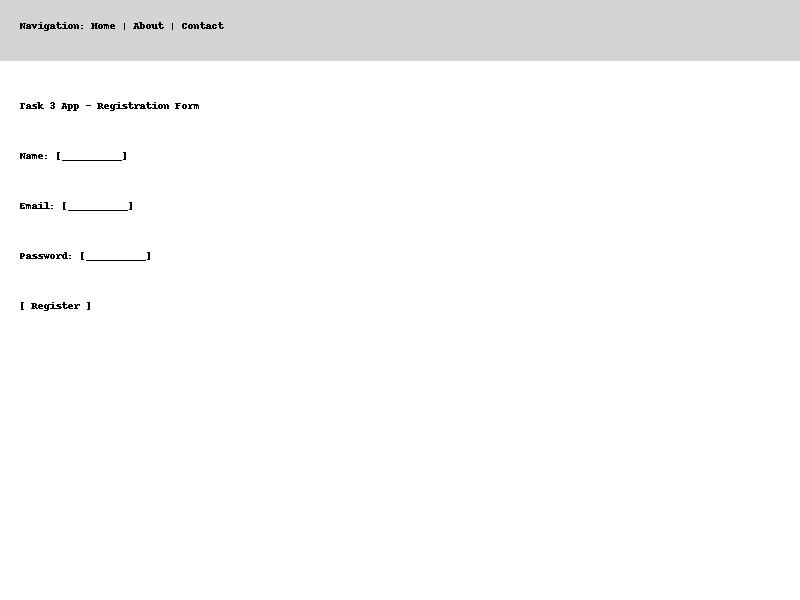 Navigation: Home | About | Contact
Task 3 App - Registration Form
Name: [__________]
Email: [__________]
Password: [__________]
[ Register ]